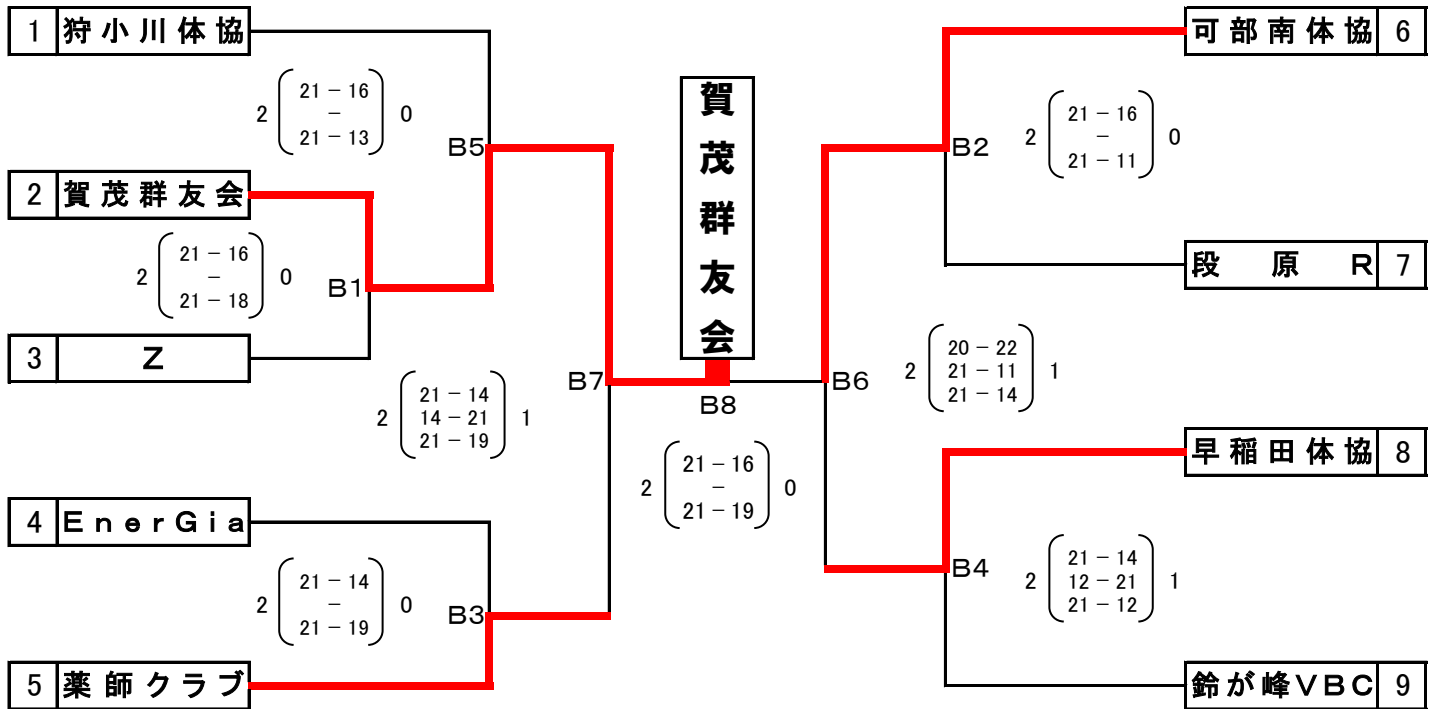 1 狩小川体協
2 ( 21 - 16
-
21 - 13 ) 0
B5
2 賀茂群友会
2 ( 21 - 16
-
21 - 18 ) 0
B1
3 Z
2 ( 21 - 14
14 - 21
21 - 19 ) 1
B7
4 EnerGia
2 ( 21 - 14
-
21 - 19 ) 0
B3
5 薬師クラブ
賀茂群友会
B8
2 ( 21 - 16
-
21 - 19 ) 0
可部南体協 6
B2
2 ( 21 - 16
-
21 - 11 ) 0
段原R 7
B6
2 ( 20 - 22
21 - 11
21 - 14 ) 1
早稲田体協 8
B4
2 ( 21 - 14
12 - 21
21 - 12 ) 1
鈴が峰VBC 9